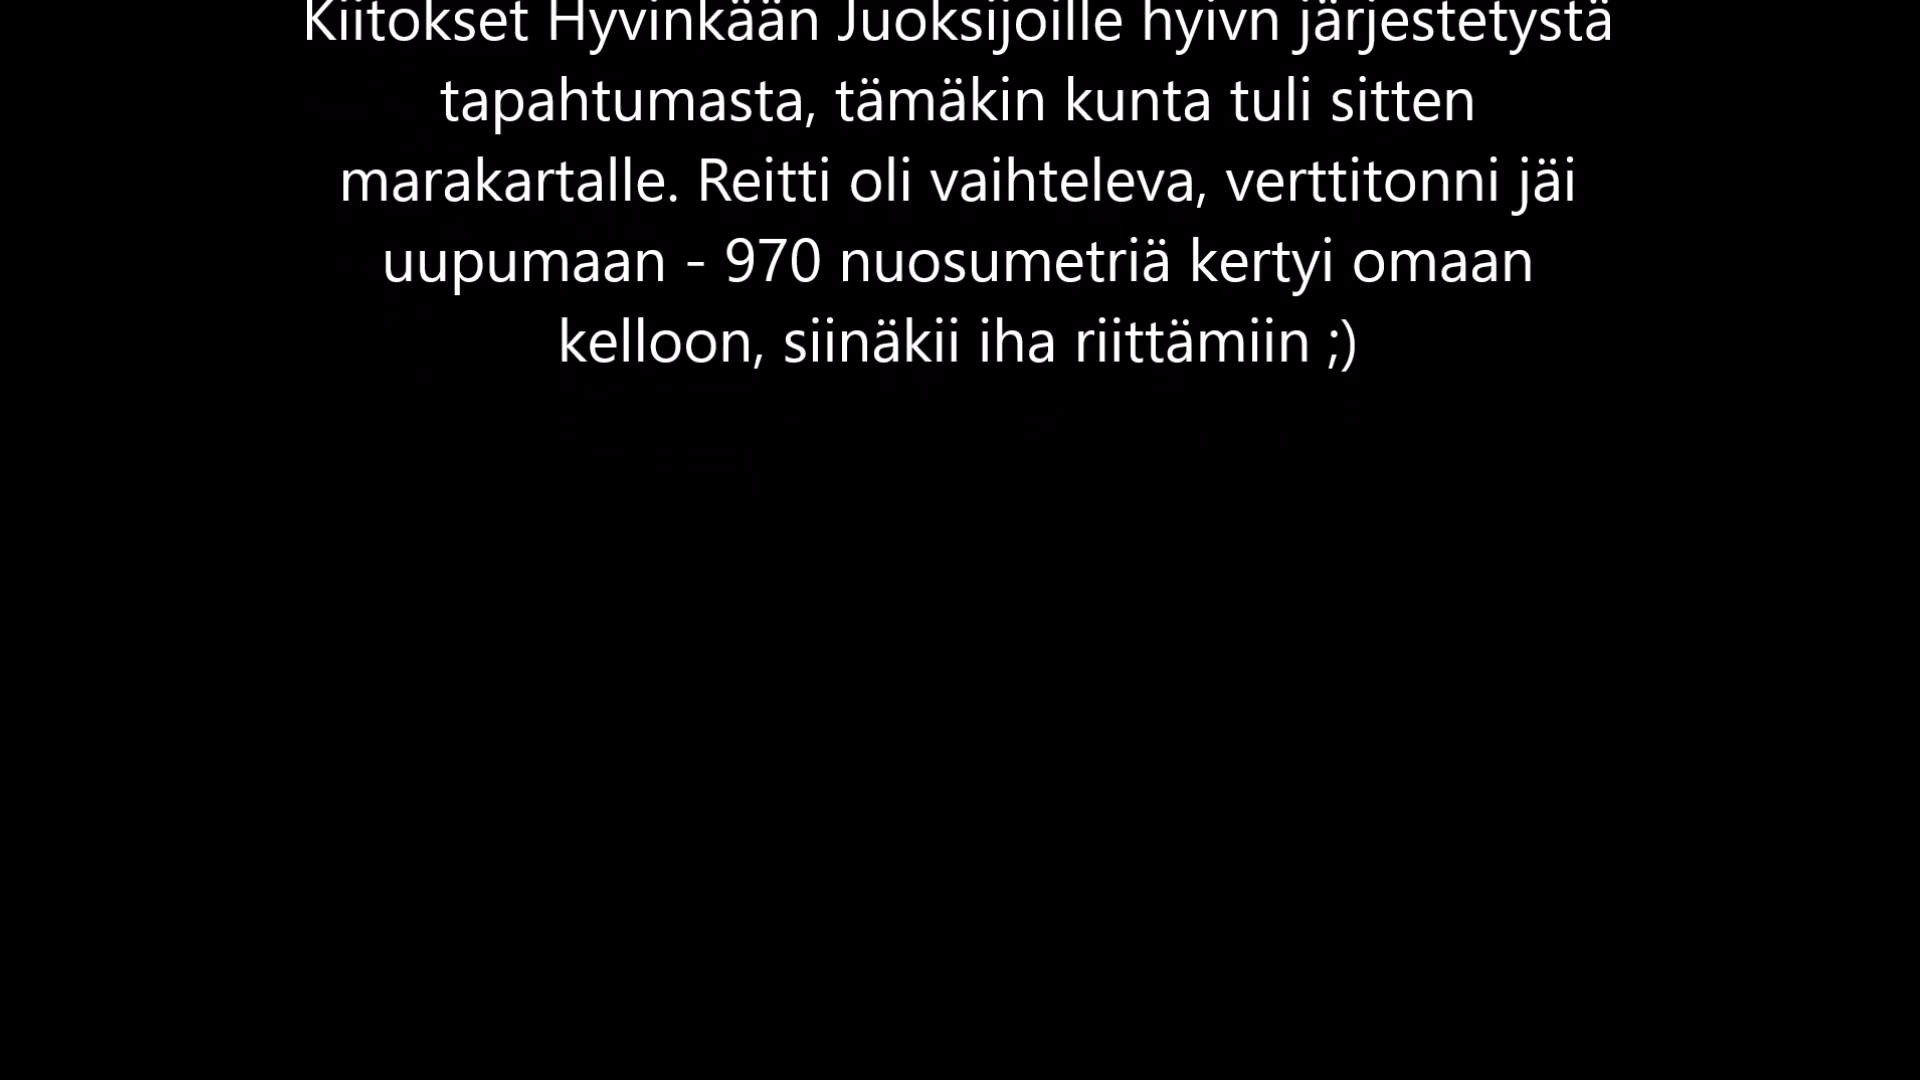 Kiitokset Hyvinkään Juoksijoille hyivn järjestetystä
tapahtumasta, tämäkin kunta tuli sitten
marakartalle. Reitti oli vaihteleva, verttitonni jäi
uupumaan - 970 nuosumetriä kertyi omaan
kelloon, siinäkii iha riittämiin ;)